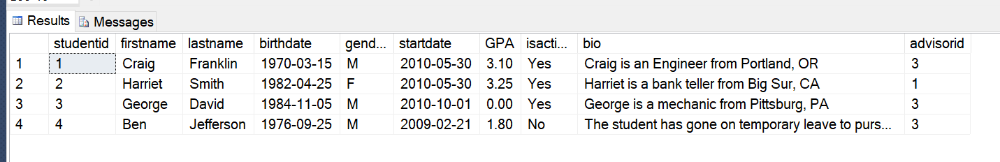 Results Messages
studentid firstname lastname birthdate gend... startdate GPA isacti... bio advisorid
1 1 Craig Franklin 1970-03-15 M 2010-05-30 3.10 Yes Craig is an Engineer from Portland, OR 3
2 2 Harriet Smith 1982-04-25 F 2010-05-30 3.25 Yes Harriet is a bank teller from Big Sur, CA 1
3 3 George David 1984-11-05 M 2010-10-01 0.00 Yes George is a mechanic from Pittsburg, PA 3
4 4 Ben Jefferson 1976-09-25 M 2009-02-21 1.80 No The student has gone on temporary leave to purs... 3